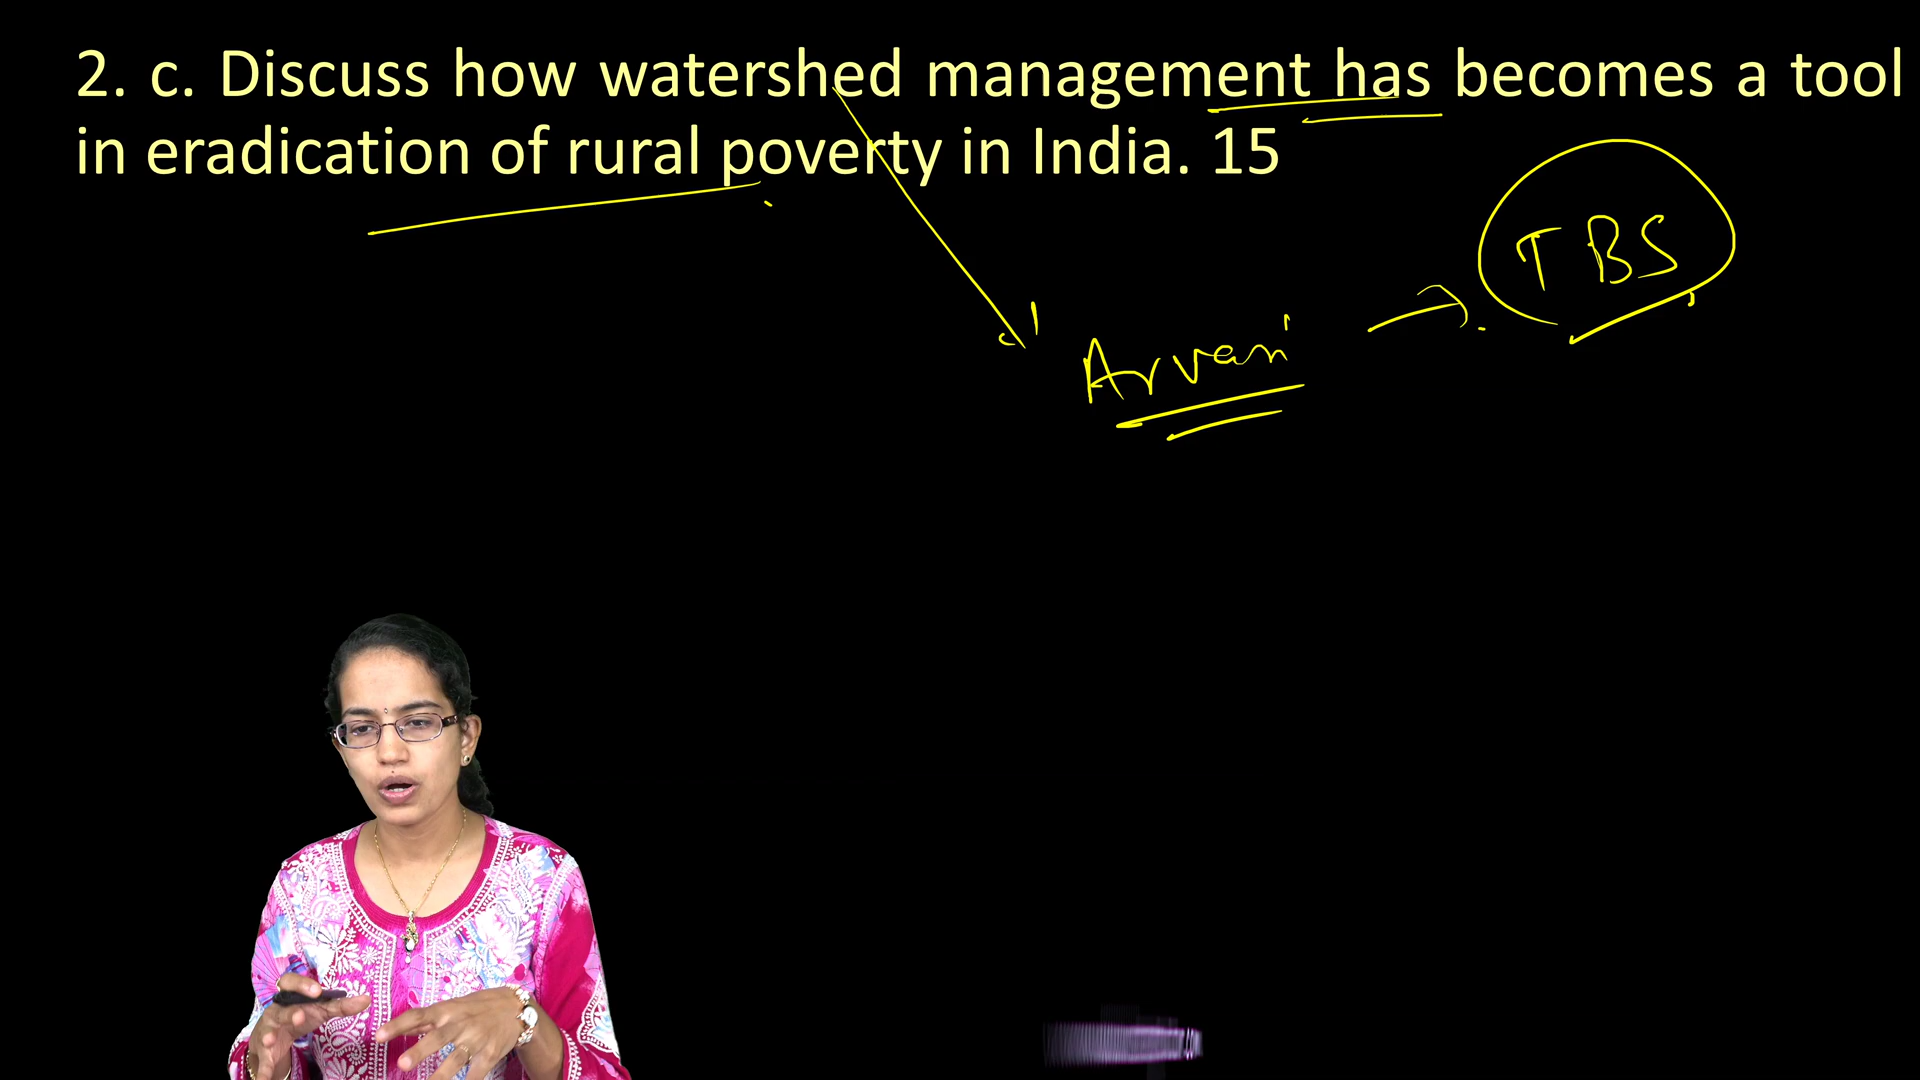 2. c. Discuss how watershed management has becomes a tool
in eradication of rural poverty in India. 15
TBS
Arvari